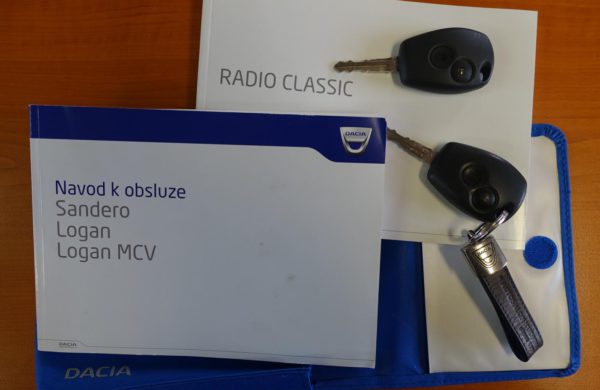 RADIO CLASSIC
DACIA
Navod k obsluze
Sandero
Logan
Logan MCV
DACIA
DACIA